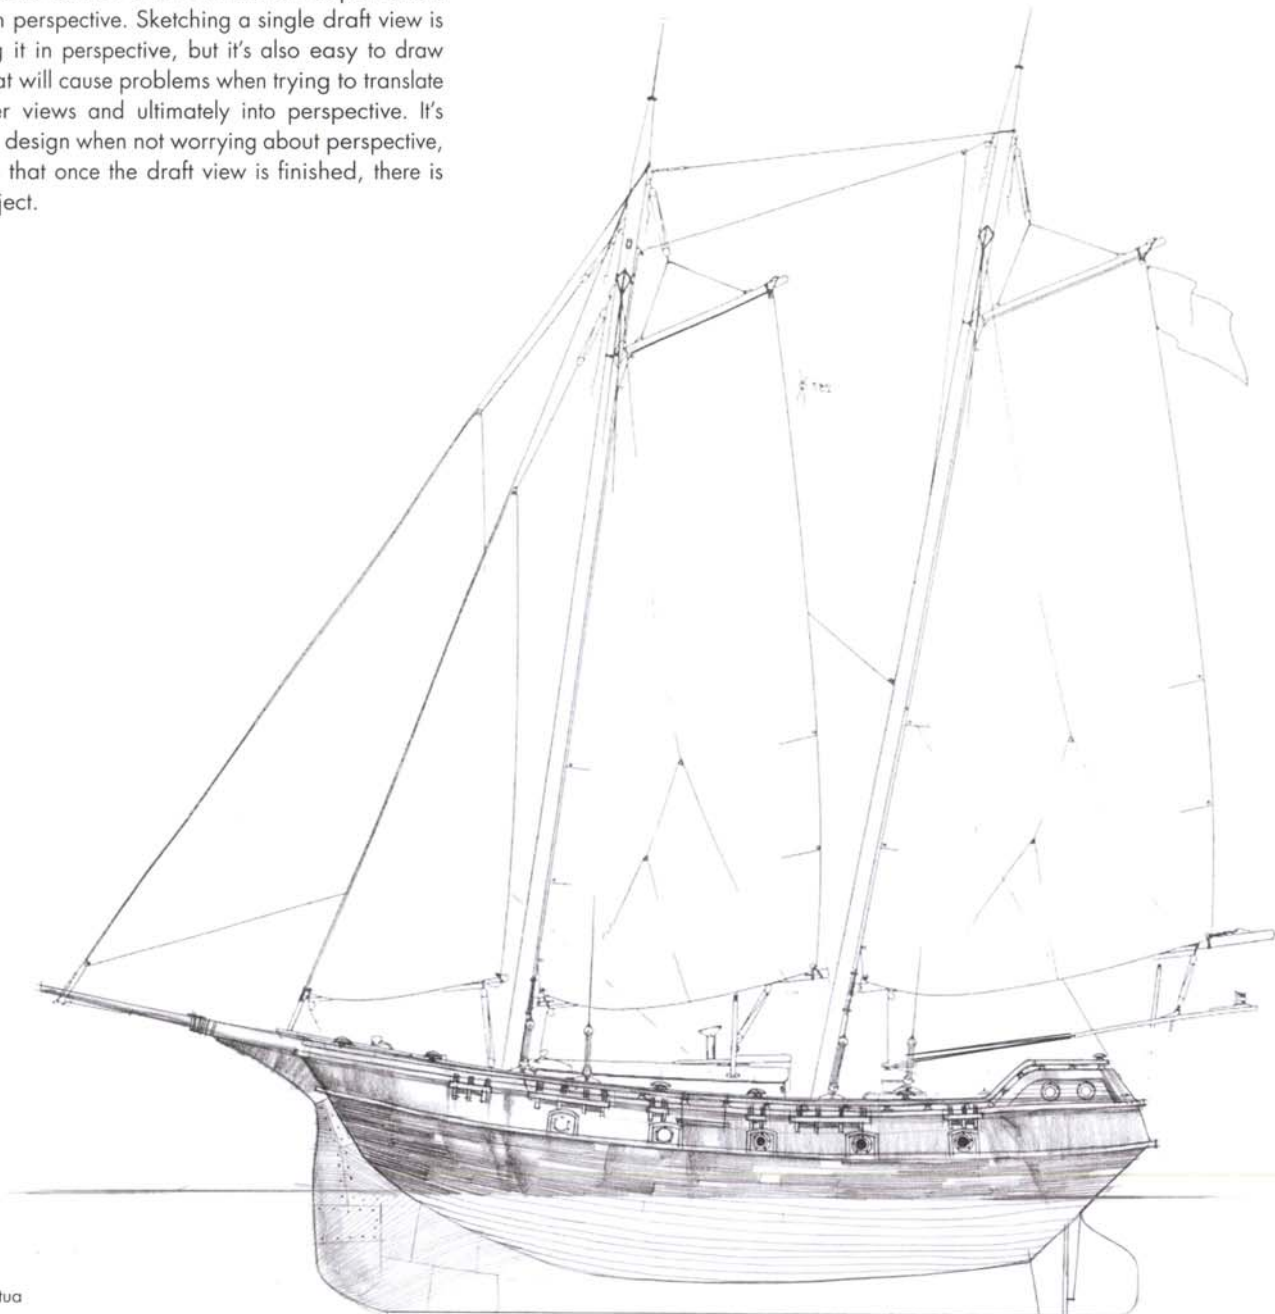 n perspective. Sketching a single draft view is
g it in perspective, but it's also easy to draw
at will cause problems when trying to translate
er views and ultimately into perspective. It's
design when not worrying about perspective,
that once the draft view is finished, there is
ject.
tua